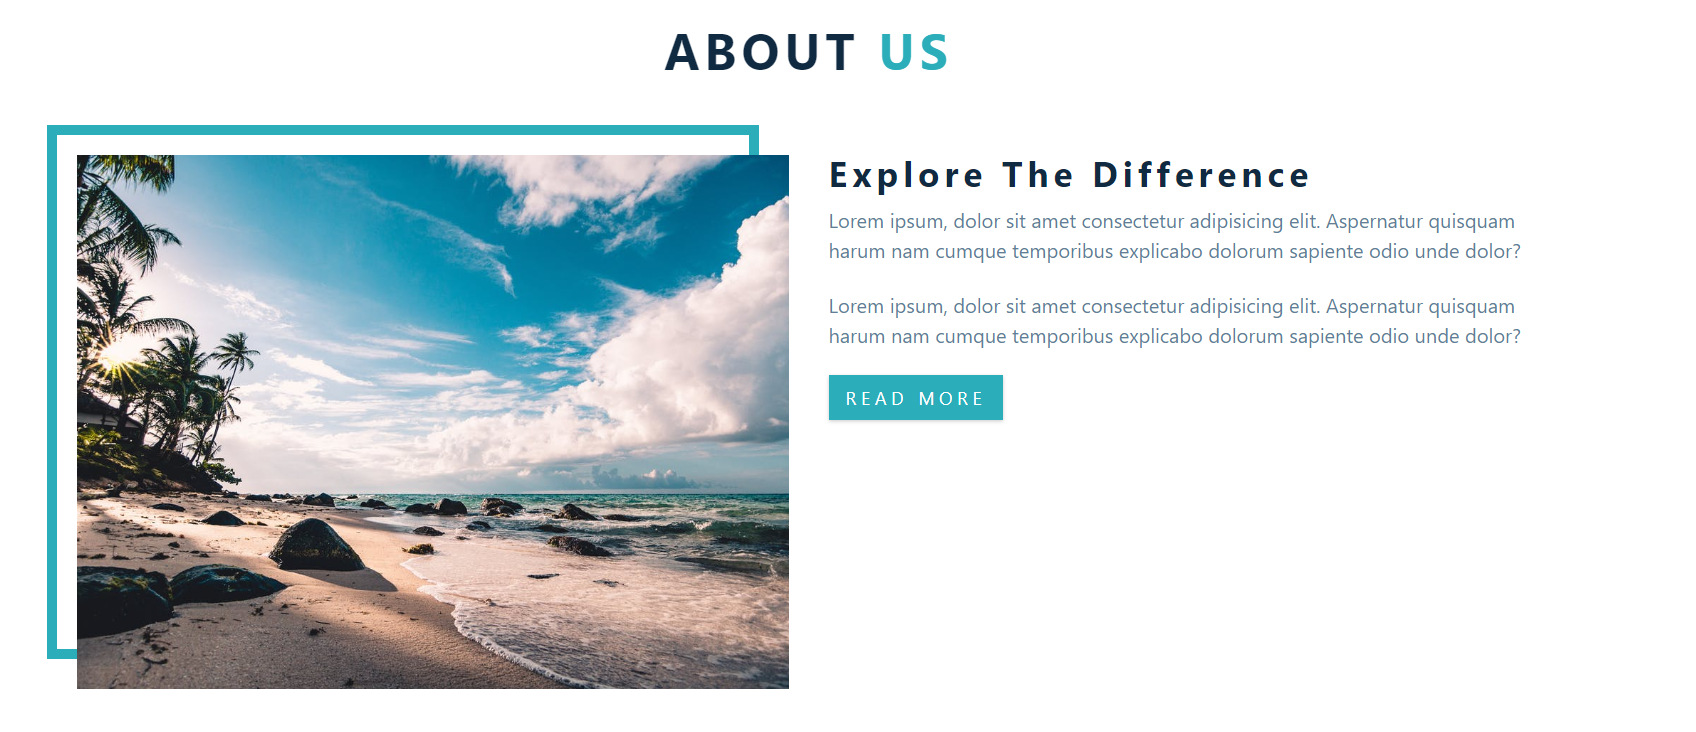 ABOUT US
Explore The Difference
Lorem ipsum, dolor sit amet consectetur adipisicing elit. Aspernatur quisquam
harum nam cumque temporibus explicabo dolorum sapiente odio unde dolor?
Lorem ipsum, dolor sit amet consectetur adipisicing elit. Aspernatur quisquam
harum nam cumque temporibus explicabo dolorum sapiente odio unde dolor?
READ MORE